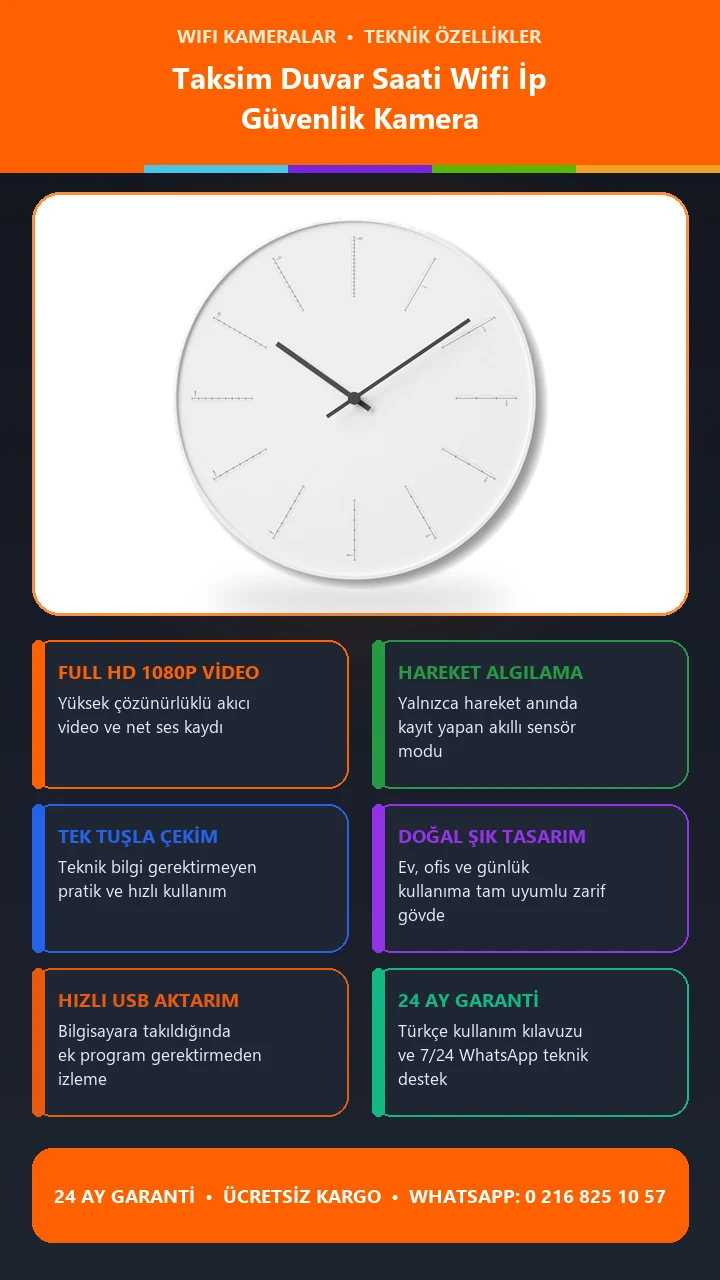 WIFI KAMERALAR • TEKNİK ÖZELLİKLER
Taksim Duvar Saati Wifi İp
Güvenlik Kamera
FULL HD 1080P VİDEO
Yüksek çözünürlüklü akıcı
video ve net ses kaydı
HAREKET ALGILAMA
Yalnızca hareket anında
kayıt yapan akıllı sensör
modu
TEK TUŞLA ÇEKİM
Teknik bilgi gerektirmeyen
pratik ve hızlı kullanım
DOĞAL ŞIK TASARIM
Ev, ofis ve günlük
kullanıma tam uyumlu zarif
gövde
HIZLI USB AKTARIM
Bilgisayara takıldığında
ek program gerektirmeden
izleme
24 AY GARANTİ
Türkçe kullanım kılavuzu
ve 7/24 WhatsApp teknik
destek
24 AY GARANTİ • ÜCRETSİZ KARGO • WHATSAPP: 0 216 825 10 57